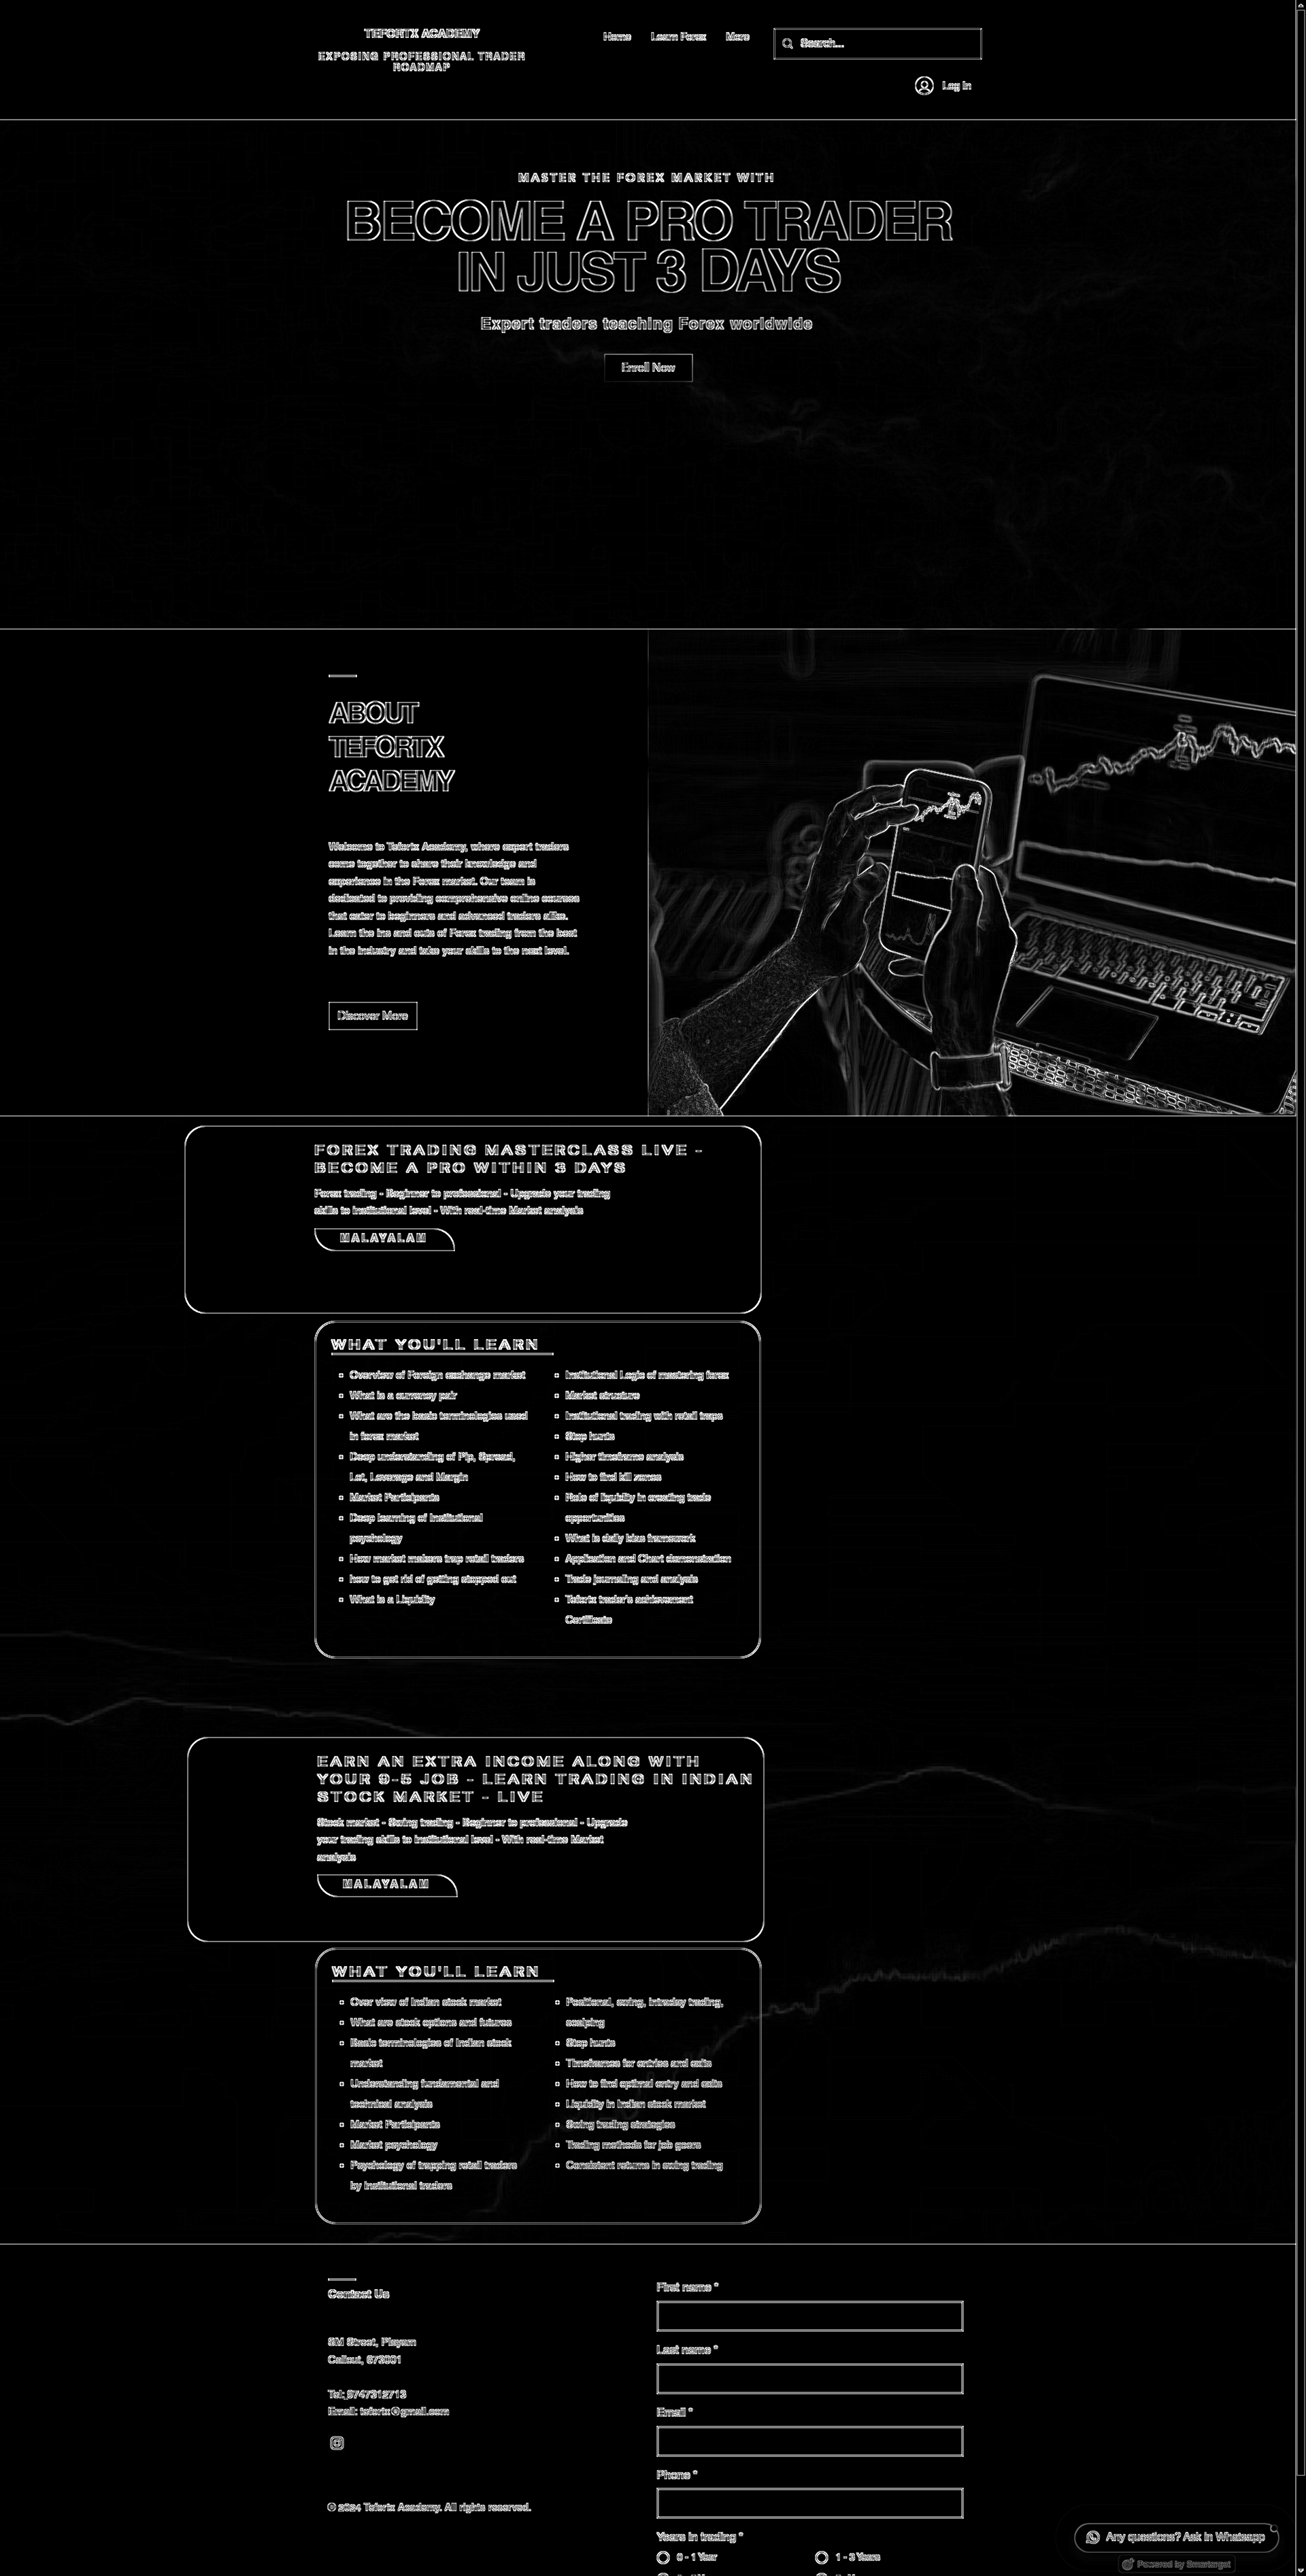 TEFORTX ACADEMY
EXPOSING PROFESSIONAL TRADER
ROADMAP
Home
Learn Forex
More
Search...
Log In
MASTER THE FOREX MARKET WITH
BECOME A PRO TRADER
IN JUST 3 DAYS
Expert traders teaching Forex worldwide
Enroll Now
ABOUT
TEFORTX
ACADEMY
Welcome to Tefortx Academy, where expert traders
come together to share their knowledge and
experience in the Forex market. Our team is
dedicated to providing comprehensive online courses
that cater to beginners and advanced traders alike.
Learn the ins and outs of Forex trading from the best
in the industry and take your skills to the next level.
Discover More
FOREX TRADING MASTERCLASS LIVE -
BECOME A PRO WITHIN 3 DAYS
Forex trading - Beginner to professional - Upgrade your trading
skills to institutional level - With real-time Market analysis
MALAYALAM
WHAT YOU'LL LEARN
Overview of Foreign exchange market
What is a currency pair
What are the basic terminologies used
in forex market
Deep understanding of Pip, Spread,
Lot, Leverage and Margin
Market Participants
Deep learning of Institutional
psychology
How market makers trap retail traders
how to get rid of getting stopped out
What is a Liquidity
Institutional Logic of mastering forex
Market structure
Institutional trading with retail traps
Stop hunts
Higher timeframe analysis
How to find kill zones
Role of liquidity in creating trade
opportunities
What is daily bias framework
Application and Chart demonstration
Trade journaling and analysis
Tefortx trader's achievement
Certificate
EARN AN EXTRA INCOME ALONG WITH
YOUR 9-5 JOB - LEARN TRADING IN INDIAN
STOCK MARKET - LIVE
Stock market - Swing trading - Beginner to professional - Upgrade
your trading skills to institutional level - With real-time Market
analysis
MALAYALAM
WHAT YOU'LL LEARN
Over view of Indian stock market
What are stock options and futures
Basic terminologies of Indian stock
market
Understanding fundamental and
technical analysis
Market Participants
Market psychology
Psychology of trapping retail traders
by institutional traders
Positional, swing, intraday trading,
scalping
Stop hunts
Timeframes for entries and exits
How to find optimal entry and exits
Liquidity in Indian stock market
Swing trading strategies
Trading methods for job goers
Consistent returns in swing trading
Contact Us
SM Street, Playam
Calicut, 673001
Tel: 9747312713
Email: tefortx@gmail.com
© 2024 Tefortx Academy. All rights reserved.
First name *
Last name *
Email *
Phone *
Years in trading *
0 - 1 Year
1 - 3 Years
Any questions? Ask in Whatsapp
Powered by Smartarget